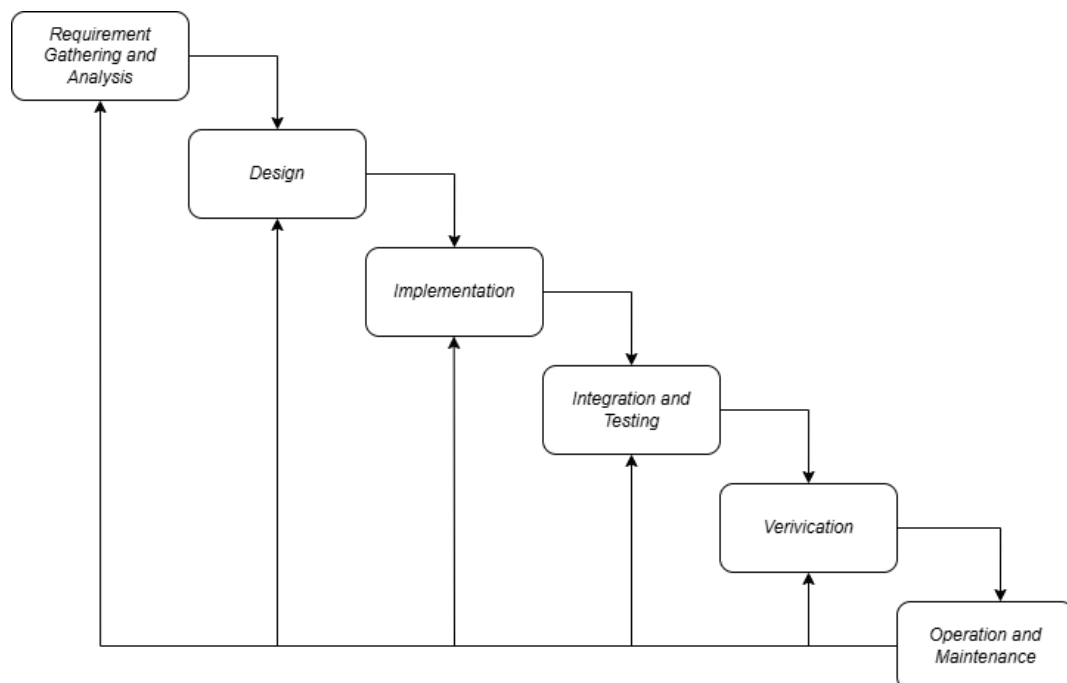 Requirement
Gathering and
Analysis
Design
Implementation
Integration and
Testing
Verivication
Operation and
Maintenance